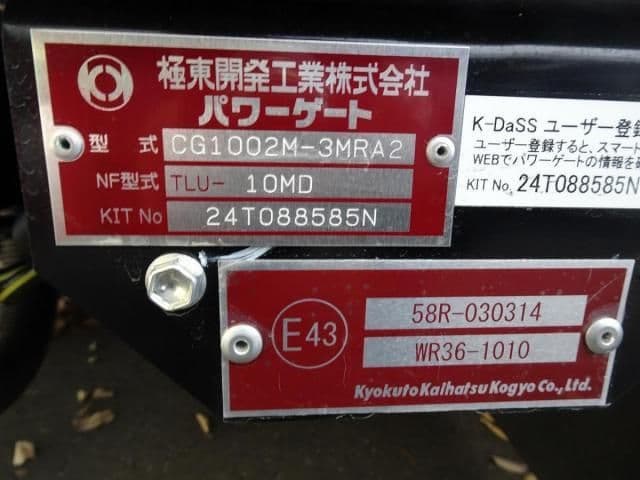 極東開発工業株式会社
パワーゲート
型 式 CG1002M-3MRA2
NF型式 TLU- 10MD
KIT No 24T088585N
K-DaSS ユーザー登録
ユーザー登録すると、スマート
WEBでパワーゲートの情報を確
KIT No. 24T088585N
E43
58R-030314
WR36-1010
Kyokuto Kaihatsu Kogyo Co., Ltd.